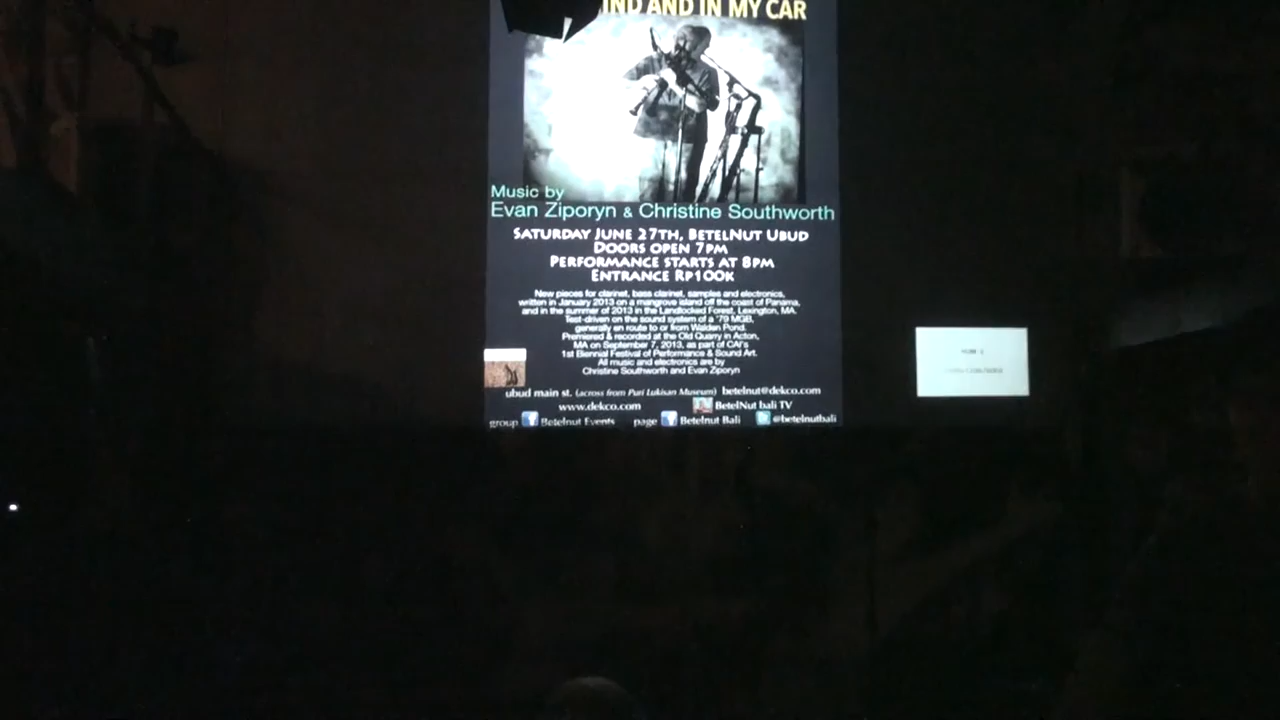 IND AND IN MY CAR
Music by
Evan Ziporyn & Christine Southworth
SATURDAY JUNE 27TH, BETELNUT UBUD
DOORS OPEN 7PM
PERFORMANCE STARTS AT 8PM
ENTRANCE RP100K
New pieces for clarinet, bass clarinet, samples and electronics,
written in January 2013 on a mangrove island off the coast of Panama,
and in the summer of 2013 in the Landlocked Forest, Lexington, MA.
Test-driven on the sound system of a '79 MGB,
generally en route to or from Walden Pond.
Premiered & recorded at the Old Quarry in Acton,
MA on September 7, 2013, as part of CAI's
1st Biennial Festival of Performance & Sound Art.
All music and electronics are by
Christine Southworth and Evan Ziporyn
ubud main st. (across from Puri Lukisan Museum) betelnut@dekco.com
www.dekco.com BetelNut bali TV
group Betelnut Events page Betelnut Bali @betelnutbali